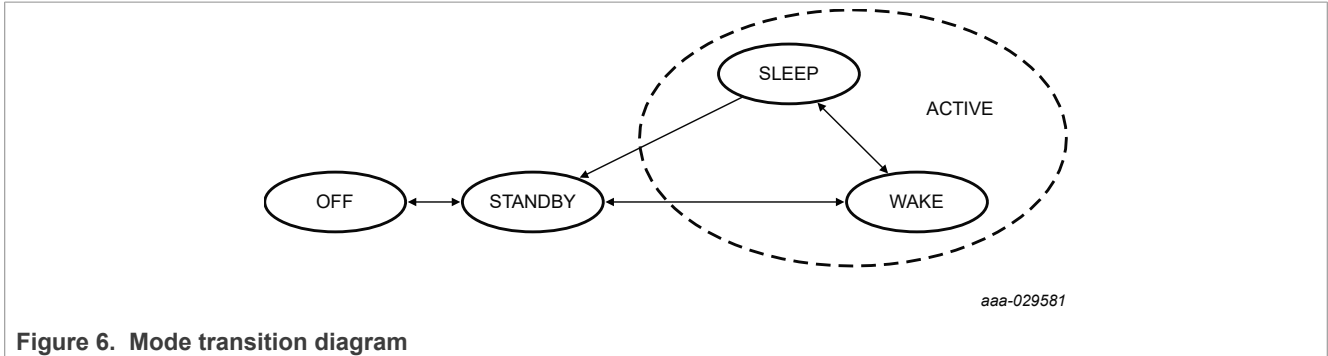 SLEEP
ACTIVE
OFF
STANDBY
WAKE
aaa-029581
Figure 6. Mode transition diagram